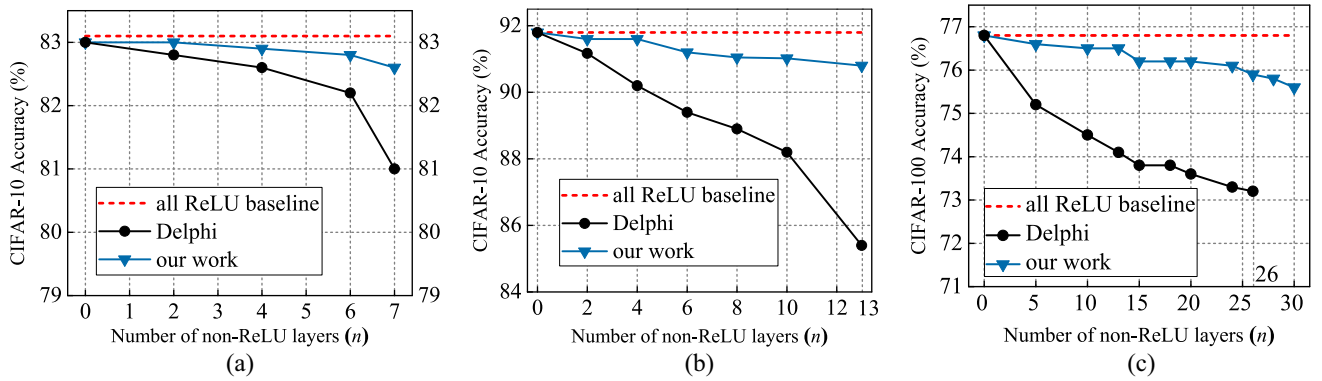 CIFAR-10 Accuracy (%)
83
82
81
80
79
83
82
81
80
79
all ReLU baseline
Delphi
our work
0 1 2 3 4 5 6 7
Number of non-ReLU layers (n)
(a)
CIFAR-10 Accuracy (%)
92
90
88
86
84
all ReLU baseline
Delphi
our work
0 2 4 6 8 10 13
Number of non-ReLU layers (n)
(b)
CIFAR-100 Accuracy (%)
77
76
75
74
73
72
71
all ReLU baseline
Delphi
our work
26
0 5 10 15 20 25 30
Number of non-ReLU layers (n)
(c)